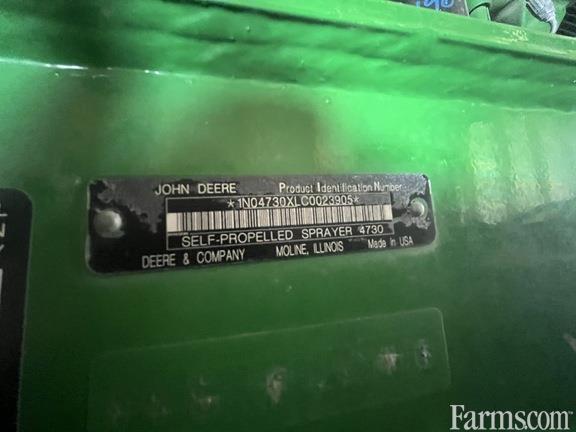 JOHN DEERE Product Identification Number
*1N04730XLC0023905*
SELF-PROPELLED SPRAYER 4730
DEERE & COMPANY MOLINE, ILLINOIS Made in USA
Farms.com